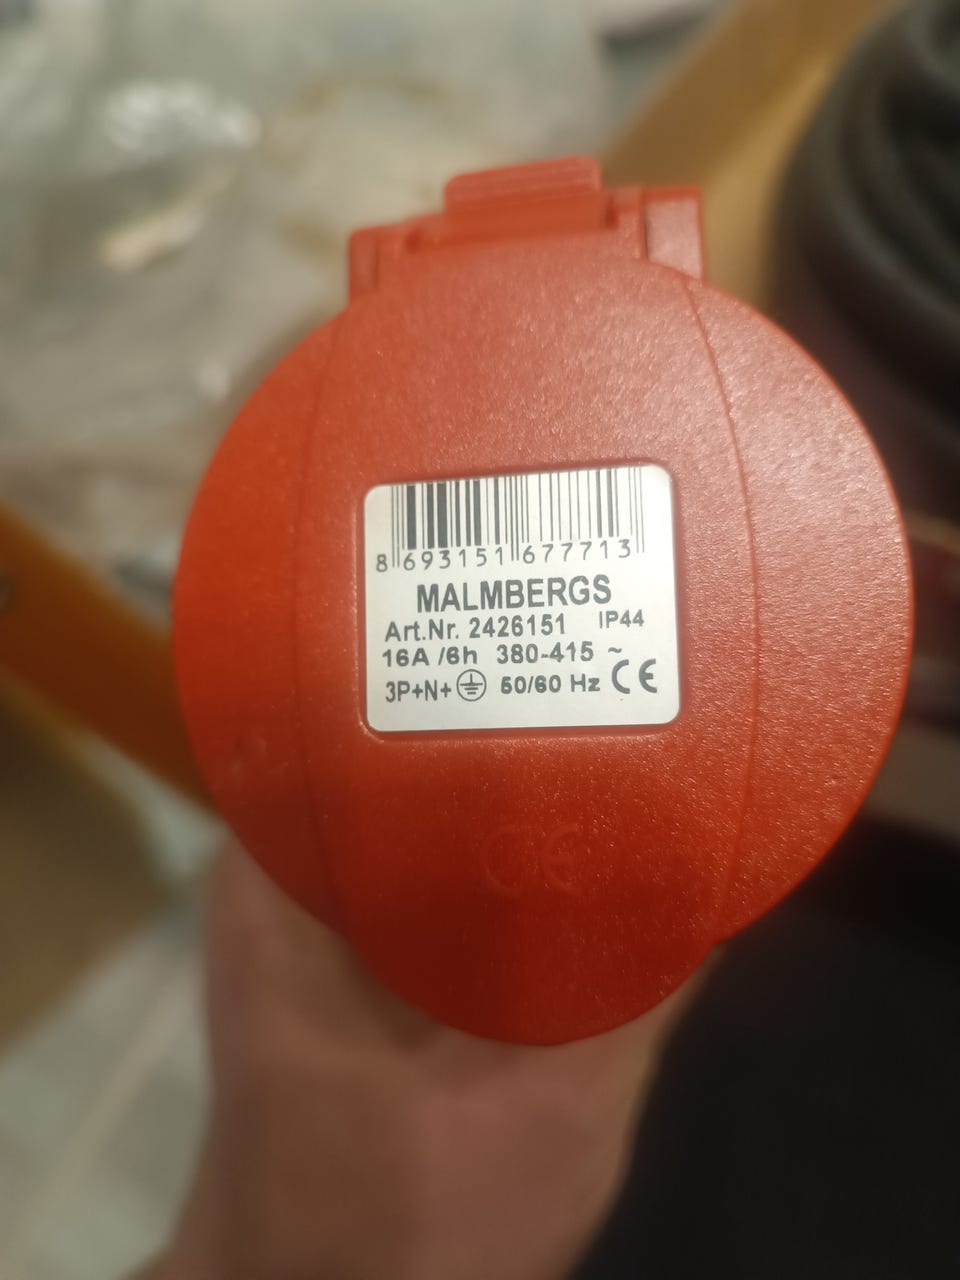 8 693151 677713
MALMBERGS
Art.Nr. 2426151 IP44
16A /6h 380-415 ~
3P+N+⏚ 50/60 Hz CE
CE